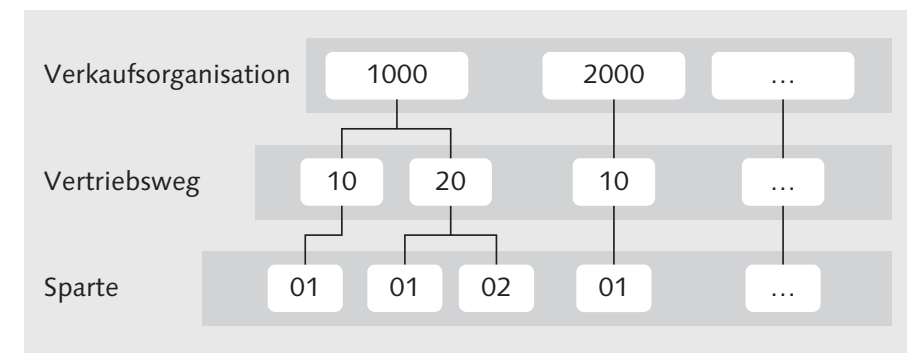 Verkaufsorganisation 1000 2000 ...
Vertriebsweg 10 20 10 ...
Sparte 01 01 02 01 ...